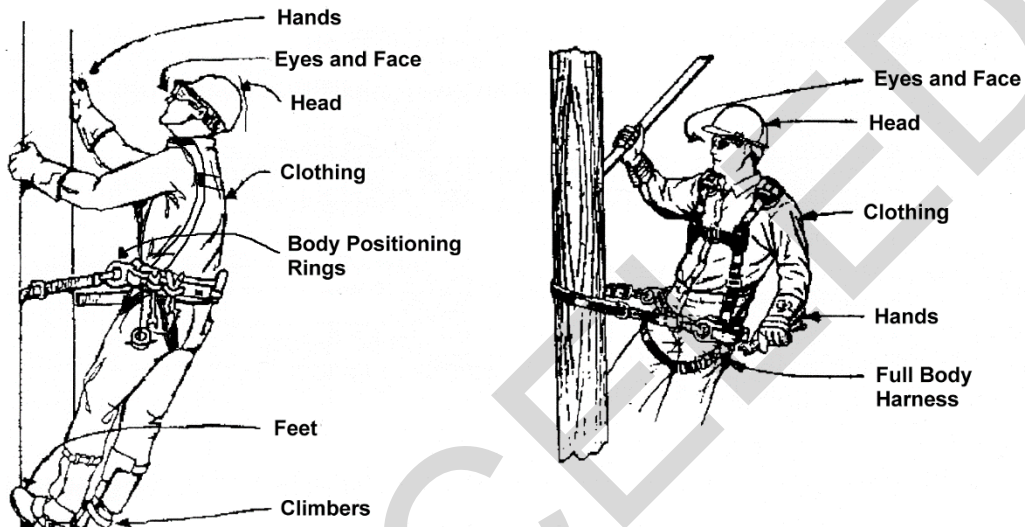 Hands
Eyes and Face
Head
Clothing
Body Positioning
Rings
Feet
Climbers
Eyes and Face
Head
Clothing
Hands
Full Body
Harness